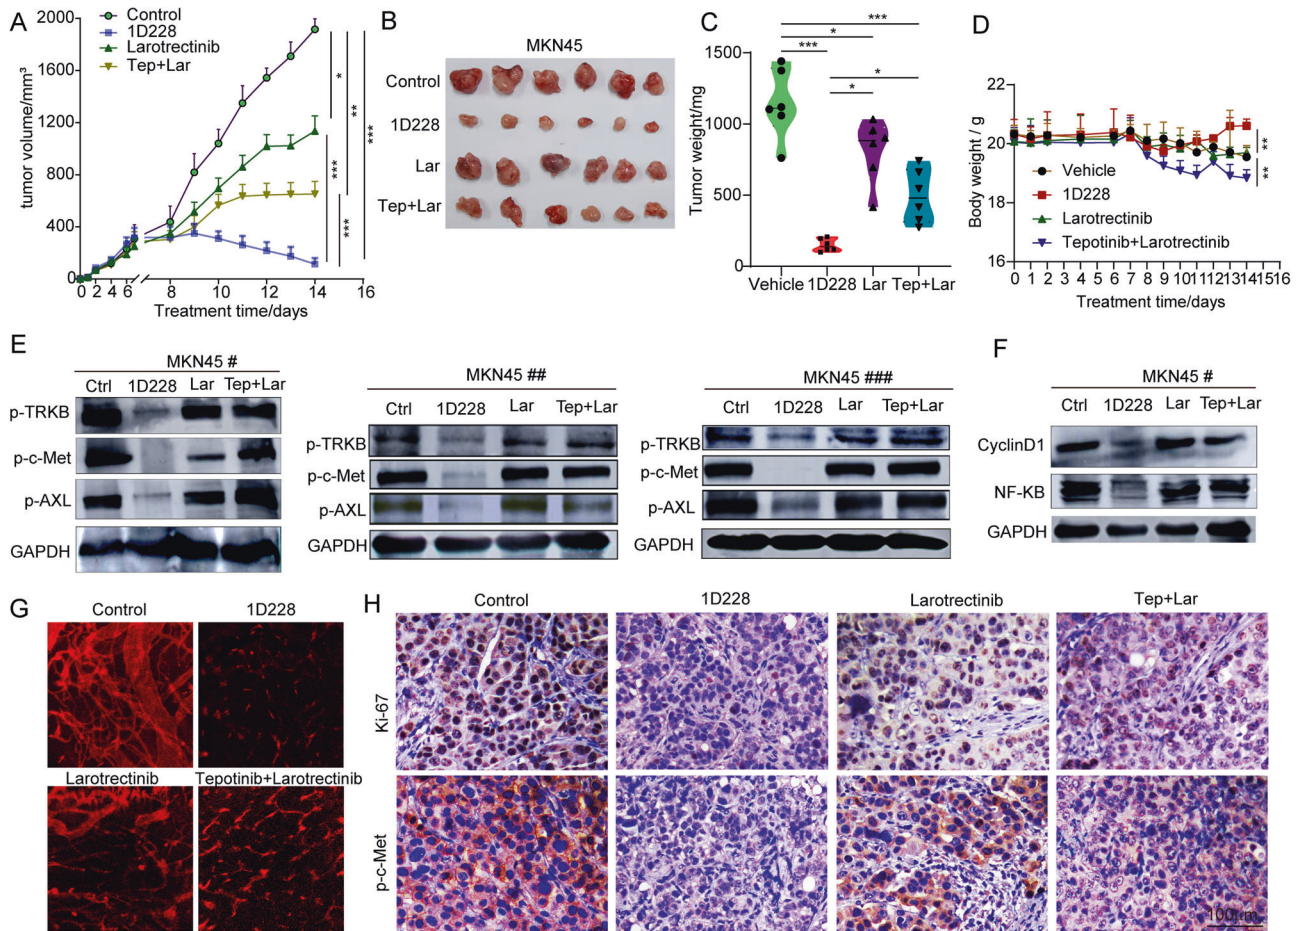 A
Control
1D228
Larotrectinib
Tep+Lar
tumor volume/mm³
2000
1600
1200
800
400
0
0 2 4 6 8 10 12 14 16
Treatment time/days
*
**
***
***
***
B
MKN45
Control
1D228
Lar
Tep+Lar
C
***
*
***
*
*
Tumor weight/mg
1500
1000
500
0
Vehicle 1D228 Lar Tep+Lar
D
Body weight / g
22
20
18
16
Vehicle
1D228
Larotrectinib
Tepotinib+Larotrectinib
**
**
0 1 2 3 4 5 6 7 8 9 10 11 12 13 14 15 16
Treatment time/days
E
MKN45 #
Ctrl 1D228 Lar Tep+Lar
p-TRKB
p-c-Met
p-AXL
GAPDH
MKN45 ##
Ctrl 1D228 Lar Tep+Lar
p-TRKB
p-c-Met
p-AXL
GAPDH
MKN45 ###
Ctrl 1D228 Lar Tep+Lar
p-TRKB
p-c-Met
p-AXL
GAPDH
F
MKN45 #
Ctrl 1D228 Lar Tep+Lar
CyclinD1
NF-KB
GAPDH
G
Control 1D228
Larotrectinib Tepotinib+Larotrectinib
H
Control 1D228 Larotrectinib Tep+Lar
Ki-67
p-c-Met
100μm